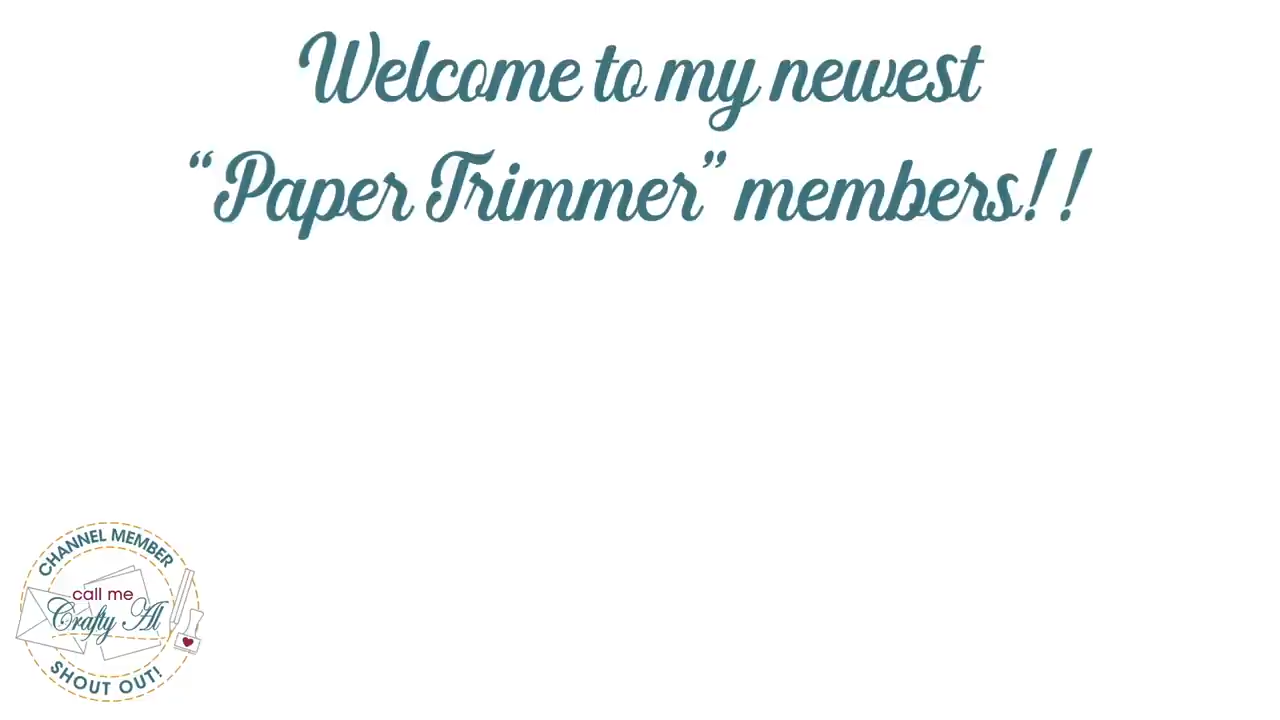 Welcome to my newest
“Paper Trimmer” members!!
CHANNEL MEMBER
call me
Crafty Al
SHOUT OUT!